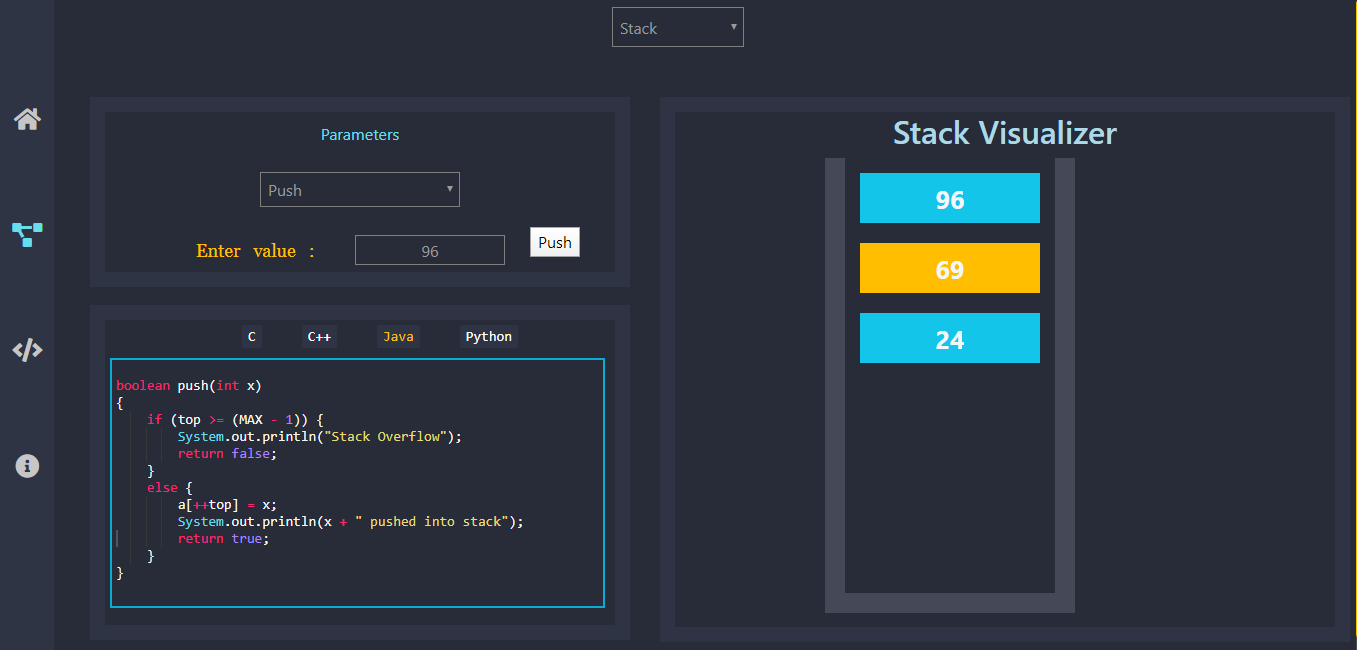 Stack
Parameters
Push
Enter value :
96
Push
C
C++
Java
Python
boolean push(int x)
{
    if (top >= (MAX - 1)) {
        System.out.println("Stack Overflow");
        return false;
    }
    else {
        a[++top] = x;
        System.out.println(x + " pushed into stack");
        return true;
    }
}
Stack Visualizer
96
69
24